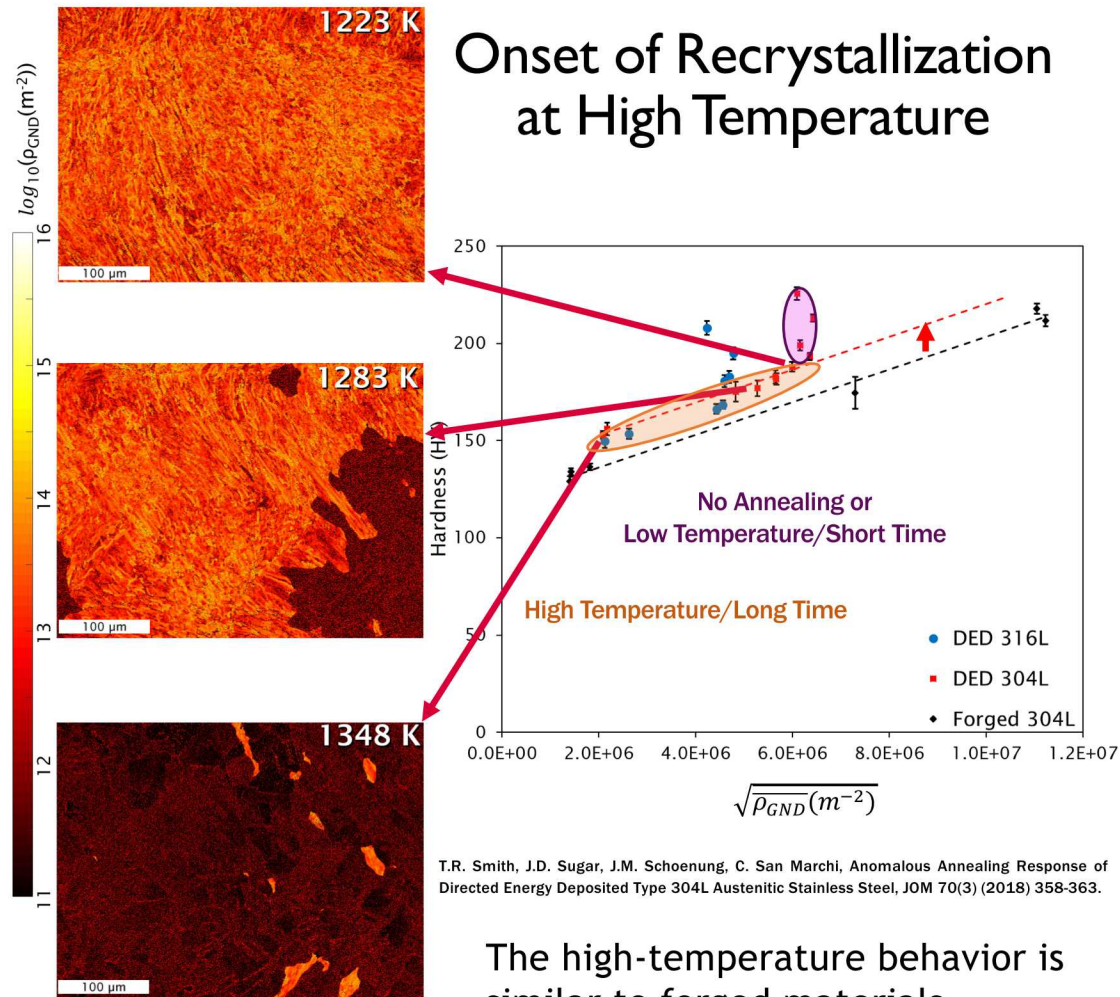 Onset of Recrystallization
at High Temperature
log₁₀(ρGND(m⁻²))
16
15
14
13
12
11
1223 K
100 µm
1283 K
100 µm
1348 K
100 µm
Hardness (H
250
200
150
100
50
0
0.0E+00 2.0E+06 4.0E+06 6.0E+06 8.0E+06 1.0E+07 1.2E+07
√ρGND(m⁻²)
No Annealing or
Low Temperature/Short Time
High Temperature/Long Time
DED 316L
DED 304L
Forged 304L
T.R. Smith, J.D. Sugar, J.M. Schoenung, C. San Marchi, Anomalous Annealing Response of
Directed Energy Deposited Type 304L Austenitic Stainless Steel, JOM 70(3) (2018) 358-363.
The high-temperature behavior is
similar to forged materials